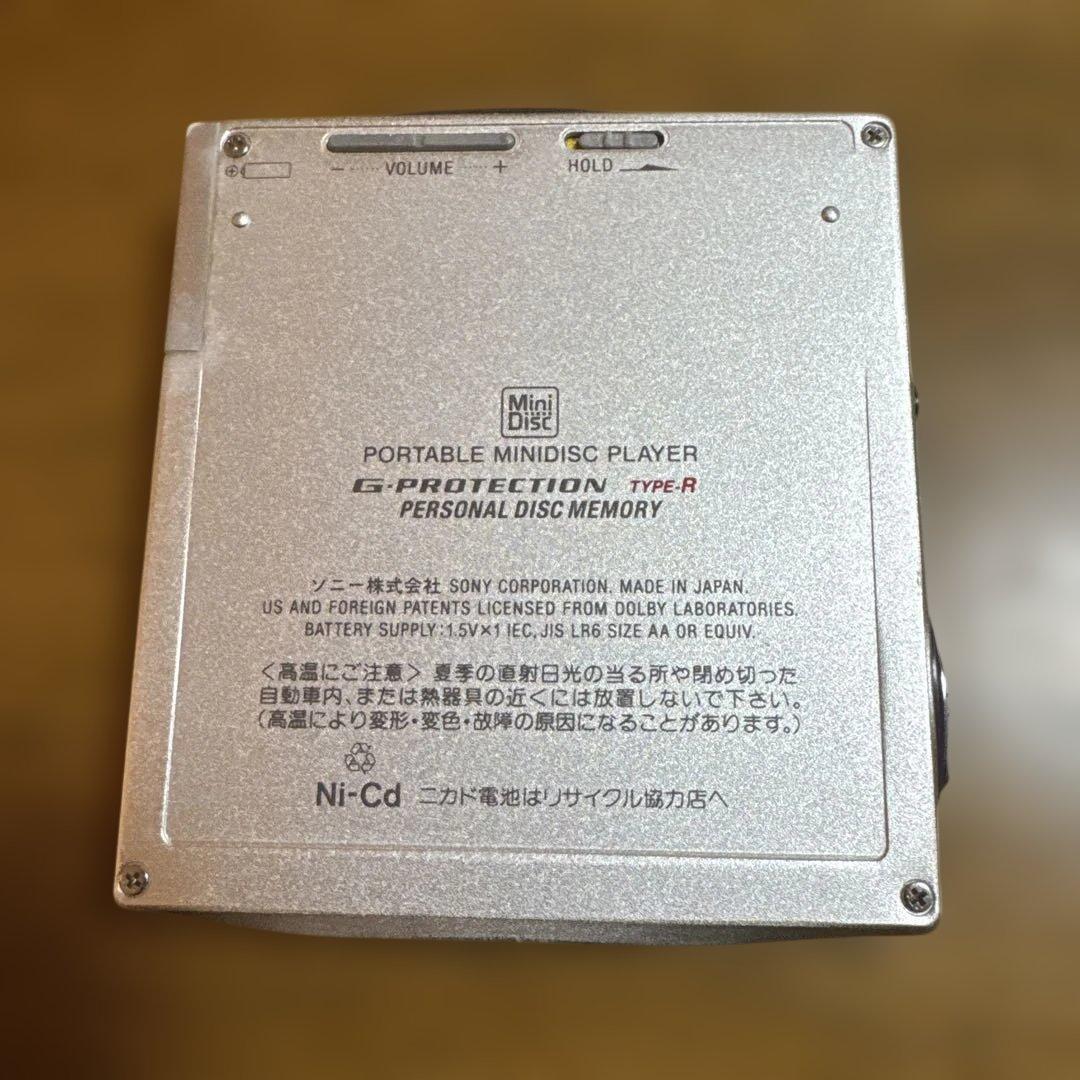 − VOLUME +
HOLD
Mini
Disc
PORTABLE MINIDISC PLAYER
G-PROTECTION TYPE-R
PERSONAL DISC MEMORY
ソニー株式会社 SONY CORPORATION. MADE IN JAPAN.
US AND FOREIGN PATENTS LICENSED FROM DOLBY LABORATORIES.
BATTERY SUPPLY:1.5V×1 IEC, JIS LR6 SIZE AA OR EQUIV.
<高温にご注意> 夏季の直射日光の当る所や閉め切った
自動車内、または熱器具の近くには放置しないで下さい。
(高温により変形・変色・故障の原因になることがあります。)
Ni-Cd ニカド電池はリサイクル協力店へ